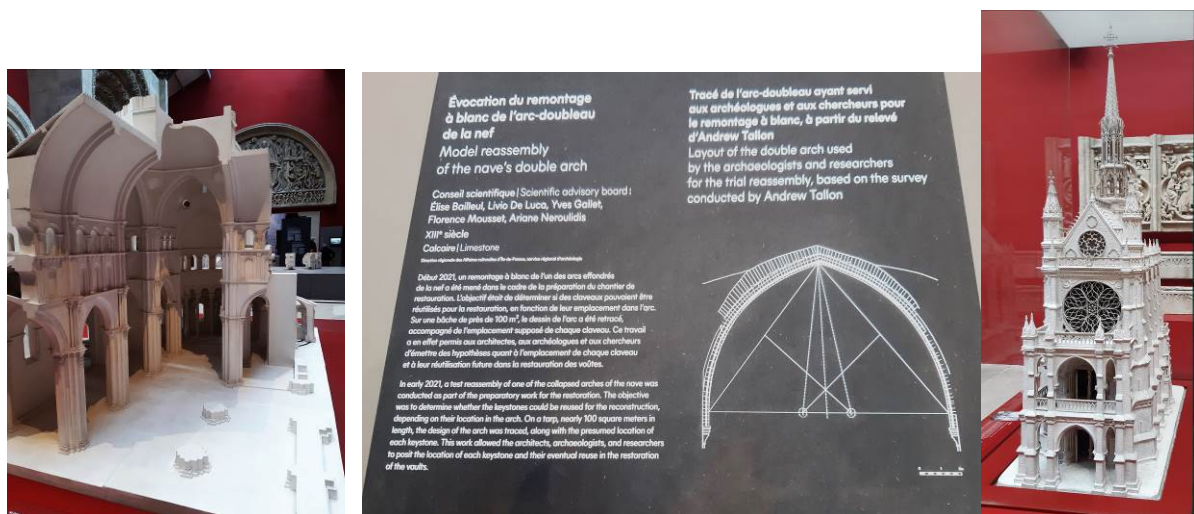 Évocation du remontage
à blanc de l'arc-doubleau
de la nef
Model reassembly
of the nave's double arch
Conseil scientifique | Scientific advisory board :
Élise Bailleul, Livio De Luca, Yves Gallet,
Florence Mousset, Ariane Neroulidis
XIIIᵉ siècle
Calcaire | Limestone
Direction régionale des Affaires culturelles d'Île-de-France, service régional d'archéologie
Début 2021, un remontage à blanc de l'un des arcs effondrés
de la nef a été mené dans le cadre de la préparation du chantier de
restauration. L'objectif était de déterminer si des claveaux pouvaient être
réutilisés pour la restauration, en fonction de leur emplacement dans l'arc.
Sur une bâche de près de 100 m², le dessin de l'arc a été retracé,
accompagné de l'emplacement supposé de chaque claveau. Ce travail
a en effet permis aux architectes, aux archéologues et aux chercheurs
d'émettre des hypothèses quant à l'emplacement de chaque claveau
et à leur réutilisation future dans la restauration des voûtes.
In early 2021, a test reassembly of one of the collapsed arches of the nave was
conducted as part of the preparatory work for the restoration. The objective
was to determine whether the keystones could be reused for the reconstruction,
depending on their location in the arch. On a tarp, nearly 100 square meters in
length, the design of the arch was traced, along with the presumed location of
each keystone. This work allowed the architects, archaeologists, and researchers
to posit the location of each keystone and their eventual reuse in the restoration
of the vaults.
Tracé de l'arc-doubleau ayant servi
aux archéologues et aux chercheurs pour
le remontage à blanc, à partir du relevé
d'Andrew Tallon
Layout of the double arch used
by the archaeologists and researchers
for the trial reassembly, based on the survey
conducted by Andrew Tallon